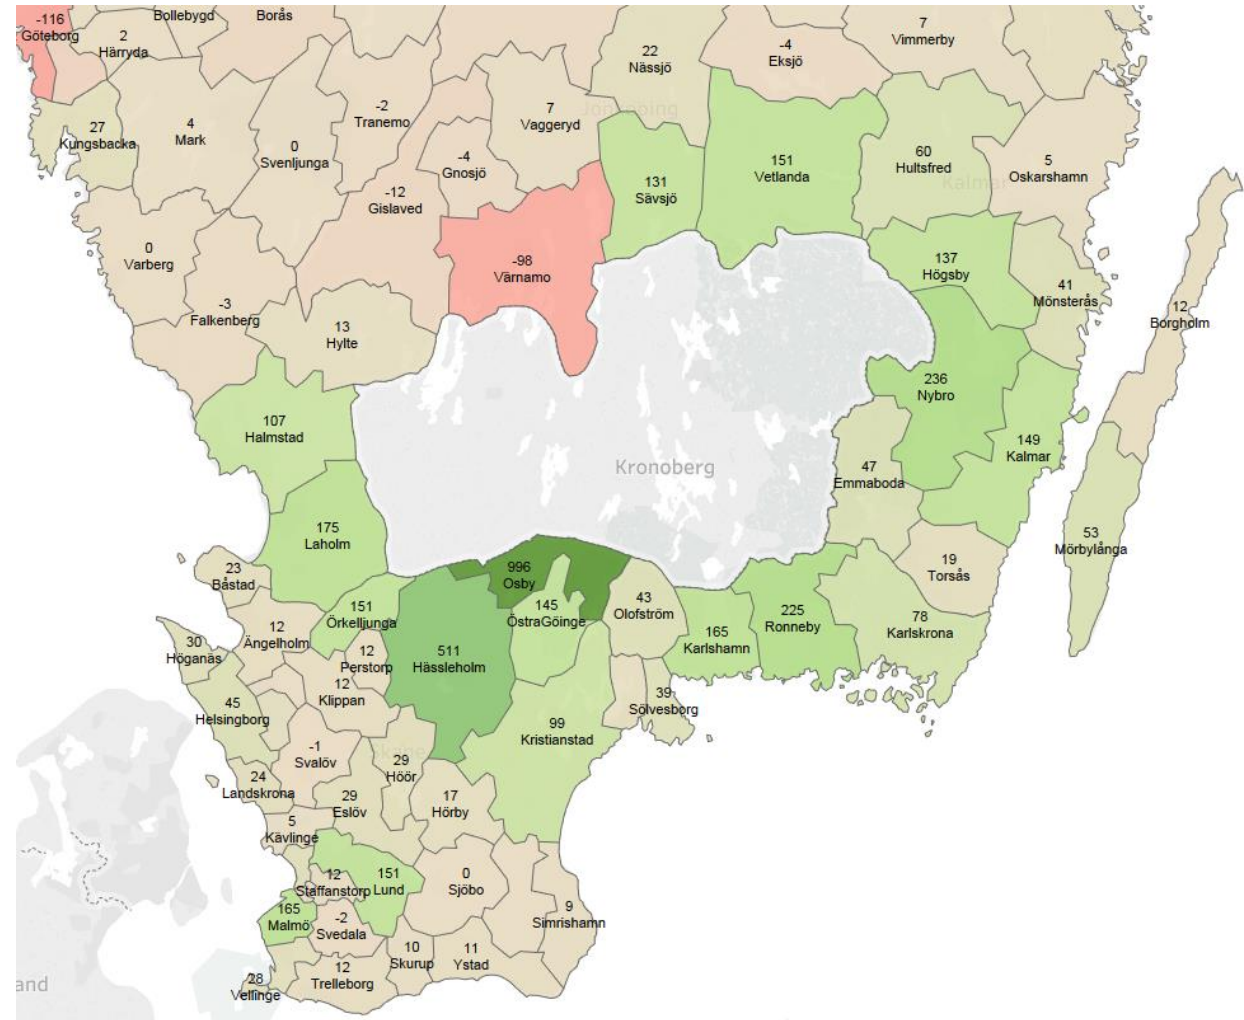 -116
Göteborg
Bollebygd
Borås
2
Härryda
22
Nässjö
-4
Eksjö
7
Vimmerby
27
Kungsbacka
4
Mark
0
Svenljunga
-2
Tranemo
7
Vaggeryd
Jönköping
-4
Gnosjö
-12
Gislaved
131
Sävsjö
151
Vetlanda
60
Hultsfred
5
Oskarshamn
Kalmar
0
Varberg
-98
Värnamo
137
Högsby
41
Mönsterås
12
Borgholm
-3
Falkenberg
13
Hylte
236
Nybro
107
Halmstad
149
Kalmar
Kronoberg
47
Emmaboda
175
Laholm
53
Mörbylånga
19
Torsås
23
Båstad
996
Osby
151
Örkelljunga
145
ÖstraGöinge
43
Olofström
165
Karlshamn
225
Ronneby
78
Karlskrona
30
Höganäs
12
Ängelholm
12
Perstorp
511
Hässleholm
12
Klippan
45
Helsingborg
39
Sölvesborg
99
Kristianstad
-1
Svalöv
Skåne
29
Höör
24
Landskrona
29
Eslöv
17
Hörby
5
Kävlinge
12
Staffanstorp
151
Lund
0
Sjöbo
165
Malmö
-2
Svedala
9
Simrishamn
10
Skurup
11
Ystad
12
Trelleborg
28
Vellinge
and